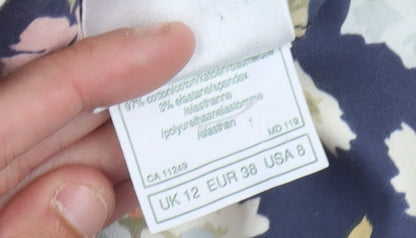 97% cotton/coton/katoen/baumwolle
3% elastane/spandex
/elasthanne
/polyurethaanelastomme
/elasthan
CA 11249 MD 119
UK 12 EUR 38 USA 8